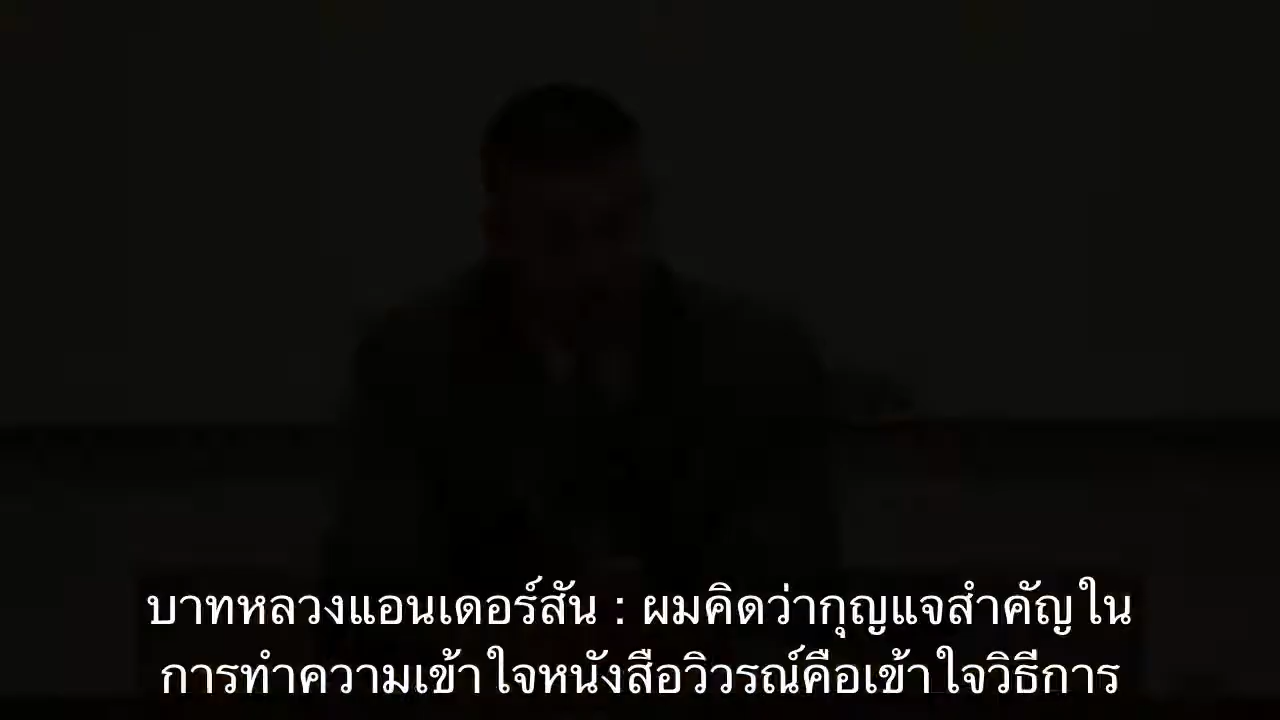 บาทหลวงแอนเดอร์สัน : ผมคิดว่ากุญแจสำคัญใน
การทำความเข้าใจหนังสือวิวรณ์คือเข้าใจวิธีการ